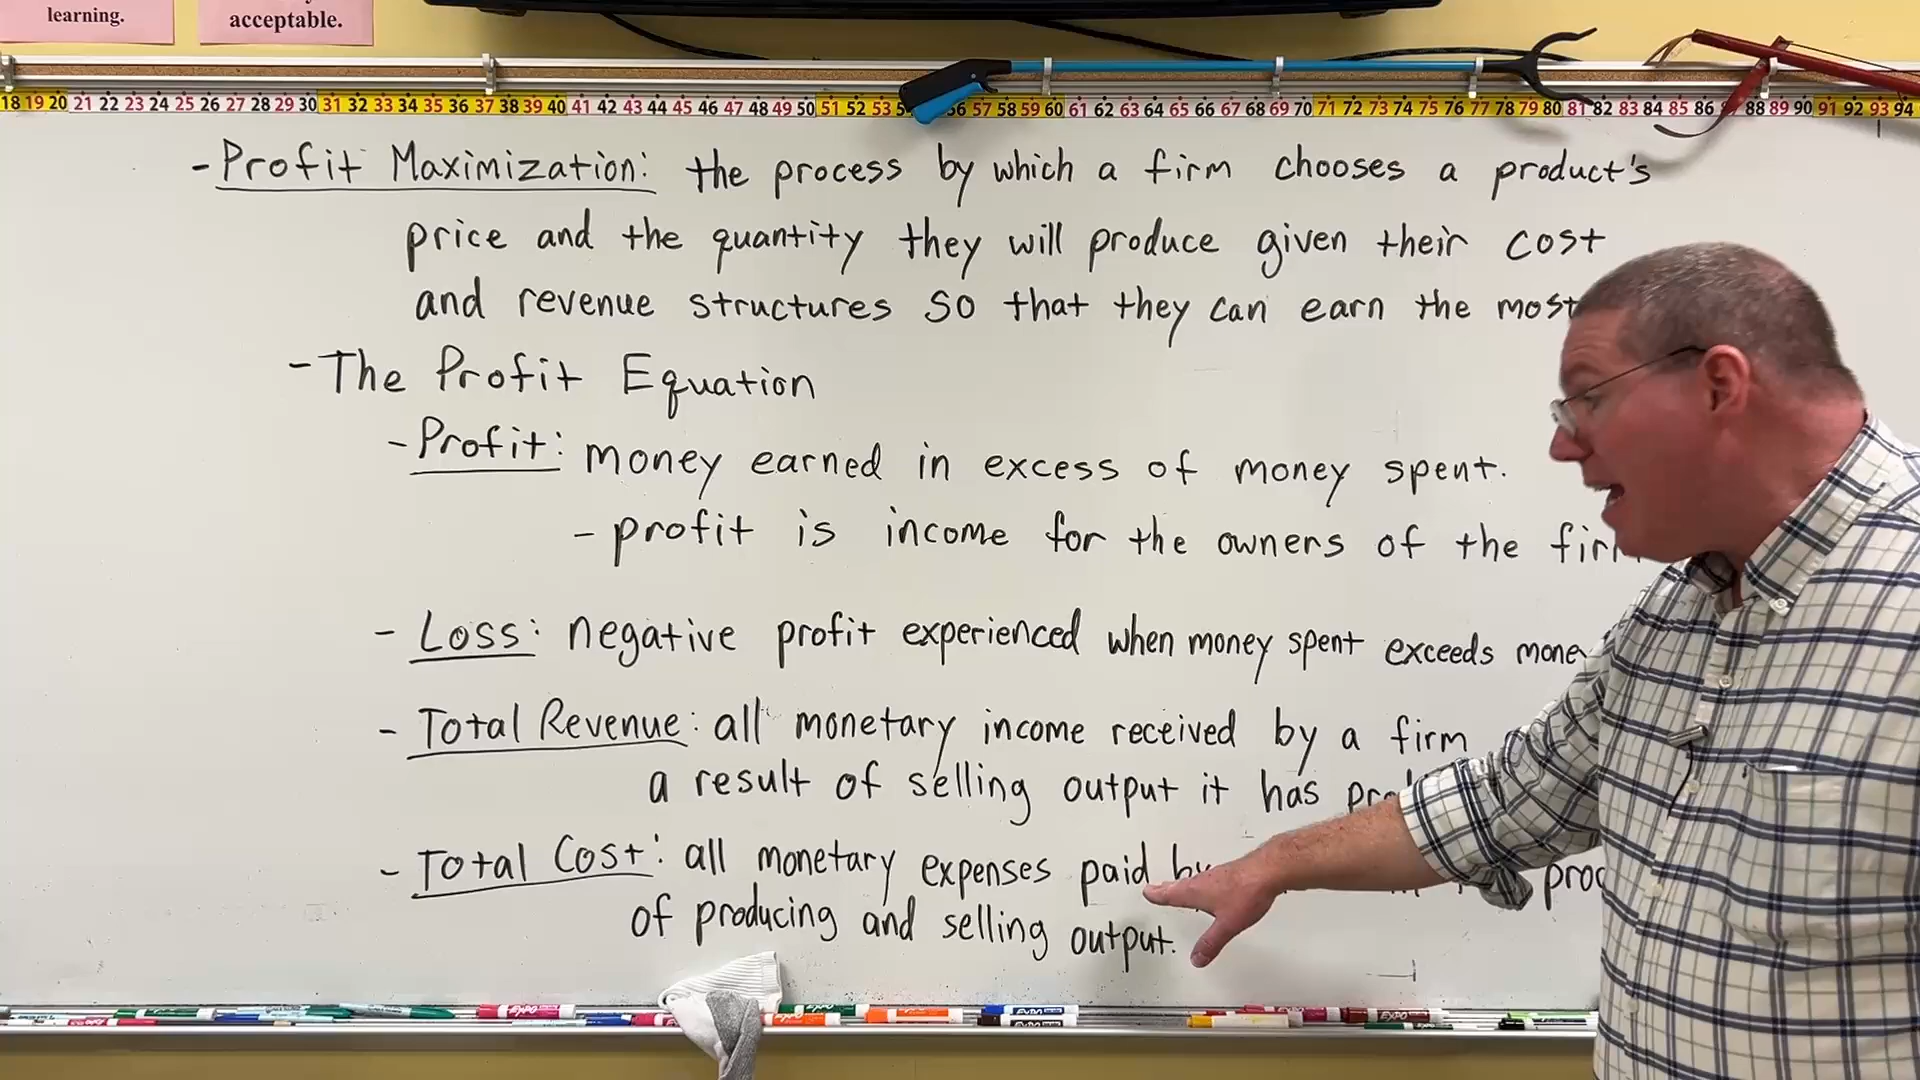 learning.
acceptable.
18 19 20 21 22 23 24 25 26 27 28 29 30 31 32 33 34 35 36 37 38 39 40 41 42 43 44 45 46 47 48 49 50 51 52 53 56 57 58 59 60 61 62 63 64 65 66 67 68 69 70 71 72 73 74 75 76 77 78 79 80 81 82 83 84 85 86 88 89 90 91 92 93 94
- Profit Maximization: the process by which a firm chooses a product's
price and the quantity they will produce given their cost
and revenue structures so that they can earn the most
- The Profit Equation
- Profit: money earned in excess of money spent.
- profit is income for the owners of the
- Loss: negative profit experienced when money spent exceeds
- Total Revenue: all monetary income received by a firm
a result of selling output it has
- Total Cost: all monetary expenses paid by
of producing and selling output.
EXPO
EXPO
EXPO